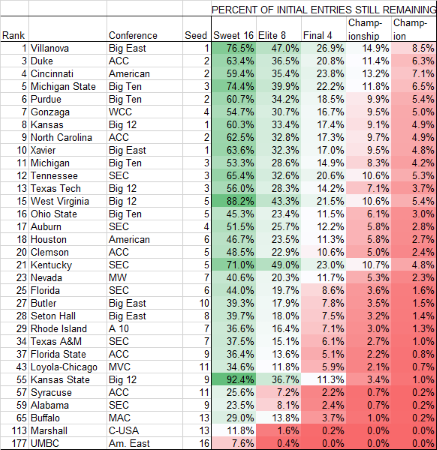 PERCENT OF INITIAL ENTRIES STILL REMAINING
Rank Conference Seed Sweet 16 Elite 8 Final 4 Champ-ionship Champ-ion
1 Villanova Big East 1 76.5% 47.0% 26.9% 14.9% 8.5%
3 Duke ACC 2 63.4% 36.5% 20.8% 11.4% 6.3%
4 Cincinnati American 2 59.4% 35.4% 23.8% 13.2% 7.1%
5 Michigan State Big Ten 3 74.4% 39.9% 22.2% 11.8% 6.5%
6 Purdue Big Ten 2 60.7% 34.2% 18.5% 9.9% 5.4%
7 Gonzaga WCC 4 54.7% 30.7% 16.7% 9.5% 5.0%
8 Kansas Big 12 1 60.3% 33.4% 17.4% 9.1% 4.9%
9 North Carolina ACC 2 62.5% 32.8% 17.3% 9.7% 4.9%
10 Xavier Big East 1 63.6% 32.3% 17.0% 9.5% 4.8%
11 Michigan Big Ten 3 53.3% 28.6% 14.9% 8.3% 4.2%
12 Tennessee SEC 3 65.4% 32.6% 20.6% 10.6% 5.3%
13 Texas Tech Big 12 3 56.0% 28.3% 14.2% 7.1% 3.7%
15 West Virginia Big 12 5 88.2% 43.3% 21.5% 10.6% 5.4%
16 Ohio State Big Ten 5 45.3% 23.4% 11.5% 6.1% 3.0%
17 Auburn SEC 4 51.5% 25.7% 12.2% 5.8% 2.8%
18 Houston American 6 46.7% 23.5% 11.3% 5.8% 2.7%
20 Clemson ACC 5 48.5% 22.9% 10.6% 5.0% 2.4%
21 Kentucky SEC 5 71.0% 49.0% 23.0% 10.7% 4.8%
23 Nevada MW 7 40.6% 20.3% 11.7% 5.3% 2.3%
25 Florida SEC 6 44.0% 19.7% 8.6% 3.6% 1.6%
27 Butler Big East 10 39.3% 17.9% 7.8% 3.5% 1.5%
28 Seton Hall Big East 8 39.7% 18.0% 7.5% 3.2% 1.4%
29 Rhode Island A 10 7 36.6% 16.4% 7.1% 3.0% 1.3%
34 Texas A&M SEC 7 37.5% 15.1% 6.1% 2.7% 1.0%
37 Florida State ACC 9 36.4% 13.6% 5.1% 2.2% 0.8%
43 Loyola-Chicago MVC 11 34.6% 11.8% 5.9% 2.1% 0.7%
55 Kansas State Big 12 9 92.4% 36.7% 11.3% 3.4% 1.0%
57 Syracuse ACC 11 25.6% 7.2% 2.2% 0.7% 0.2%
59 Alabama SEC 9 23.5% 8.1% 2.4% 0.7% 0.2%
65 Buffalo MAC 13 29.0% 13.8% 3.7% 1.0% 0.2%
113 Marshall C-USA 13 11.8% 1.6% 0.2% 0.0% 0.0%
177 UMBC Am. East 16 7.6% 0.4% 0.0% 0.0% 0.0%